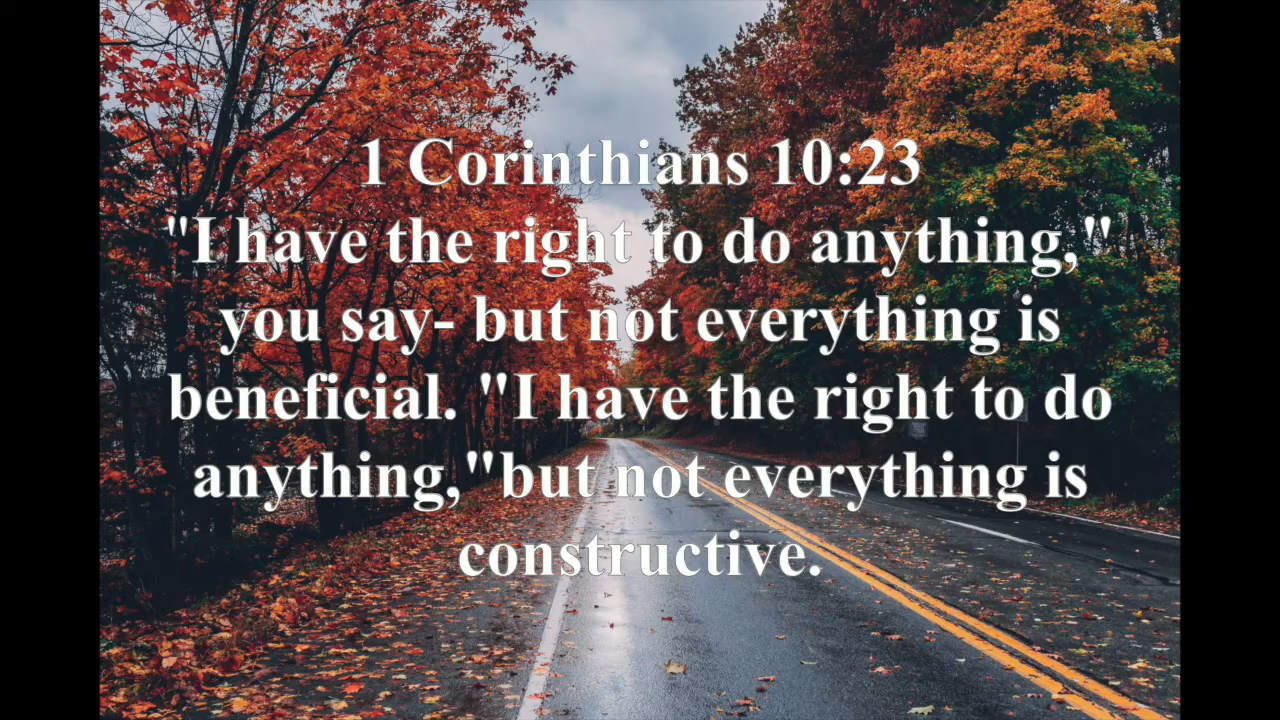 1 Corinthians 10:23
"I have the right to do anything,"
you say- but not everything is
beneficial. "I have the right to do
anything,"but not everything is
constructive.